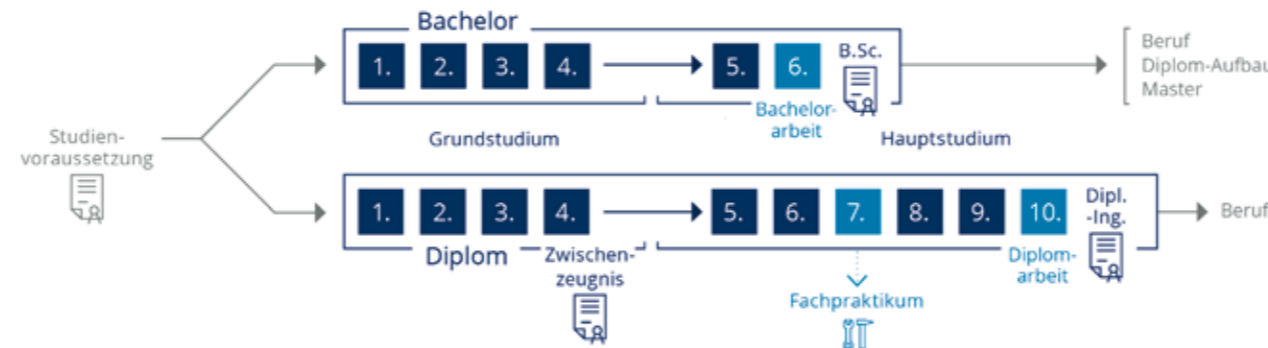 Bachelor
1. 2. 3. 4. 5. 6.
B.Sc.
Bachelor-
arbeit
Beruf
Diplom-Aufbau
Master
Studien-
voraussetzung
Grundstudium
Hauptstudium
1. 2. 3. 4. 5. 6. 7. 8. 9. 10.
Dipl.
-Ing.
Beruf
Diplom
Zwischen-
zeugnis
Diplom-
arbeit
Fachpraktikum